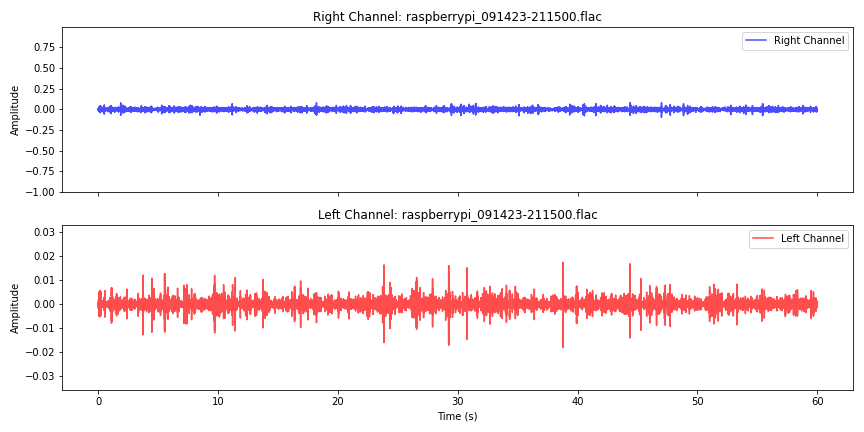 Right Channel: raspberrypi_091423-211500.flac
Right Channel
0.75
0.50
0.25
0.00
−0.25
−0.50
−0.75
−1.00
Amplitude
Left Channel: raspberrypi_091423-211500.flac
Left Channel
0.03
0.02
0.01
0.00
−0.01
−0.02
−0.03
Amplitude
0 10 20 30 40 50 60
Time (s)